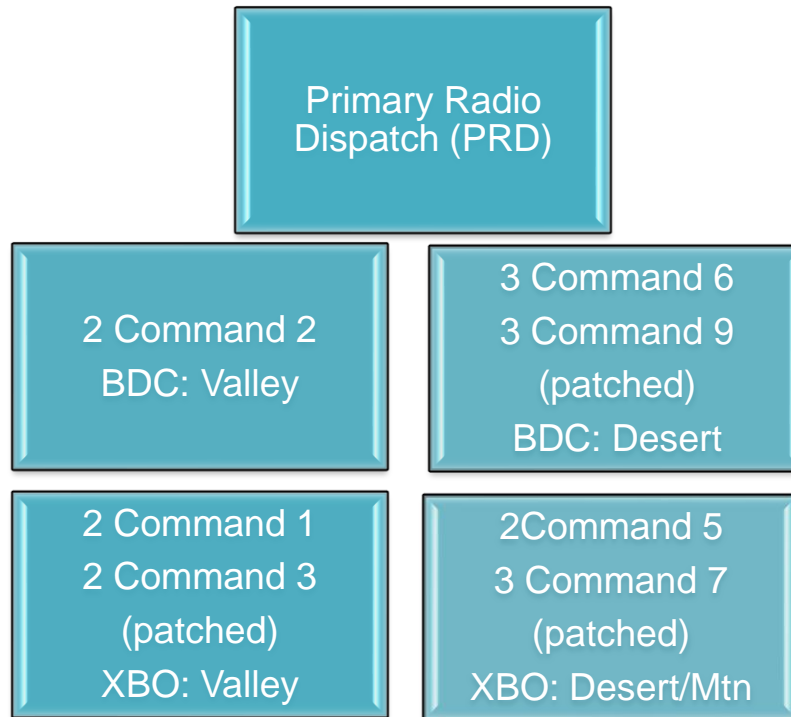 Primary Radio
Dispatch (PRD)
2 Command 2
BDC: Valley
3 Command 6
3 Command 9
(patched)
BDC: Desert
2 Command 1
2 Command 3
(patched)
XBO: Valley
2Command 5
3 Command 7
(patched)
XBO: Desert/Mtn